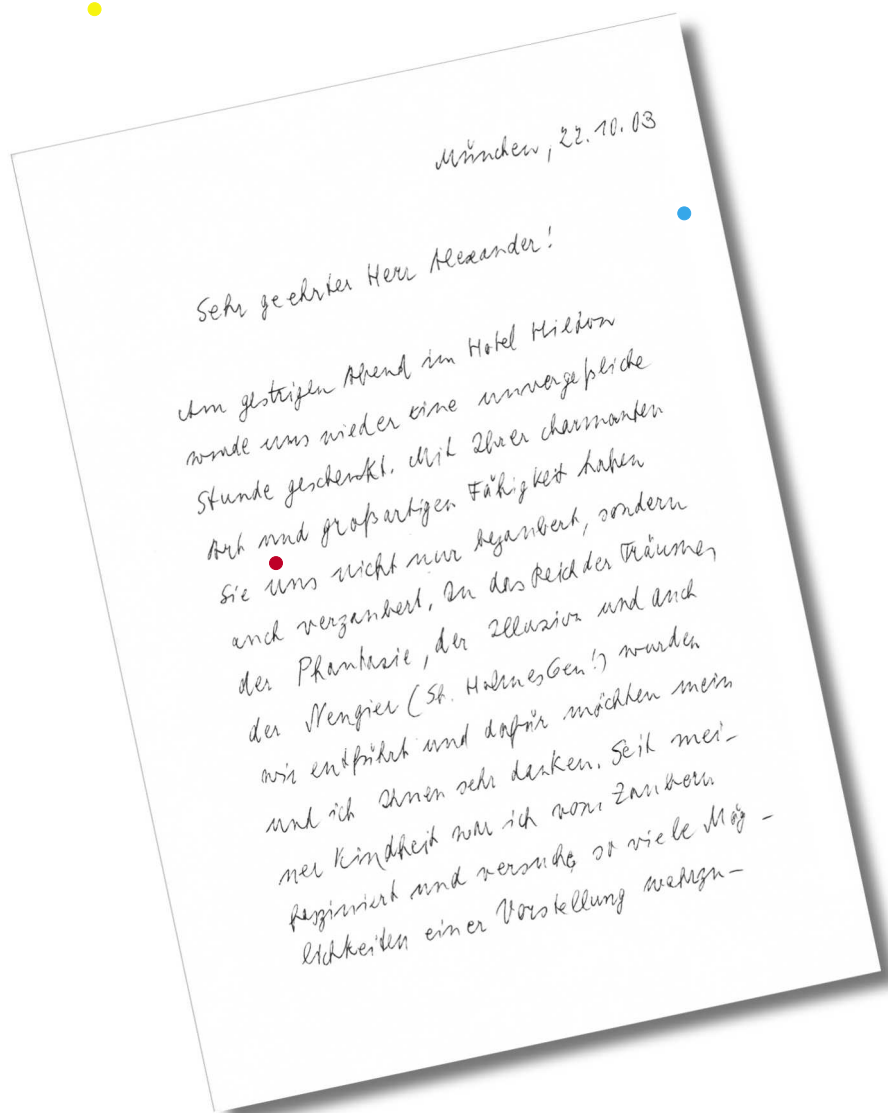 München, 22.10.03
Sehr geehrter Herr Alexander!
Am gestrigen Abend im Hotel Hilton
wurde uns wieder eine unvergeßliche
Stunde geschenkt. Mit Ihrer charmanten
Art und großartigen Fähigkeit haben
Sie uns nicht nur bezaubert, sondern
auch verzaubert. In das Reich der Träume,
der Phantasie, der Illusion und auch
der Neugier (Sh. Holmes Gen!) wurden
wir entführt und dafür möchten mein
und ich Ihnen sehr danken. Seit mei-
ner Kindheit war ich vom Zaubern
fasziniert und versuche so viele Mög-
lichkeiten einer Vorstellung wahrzu-